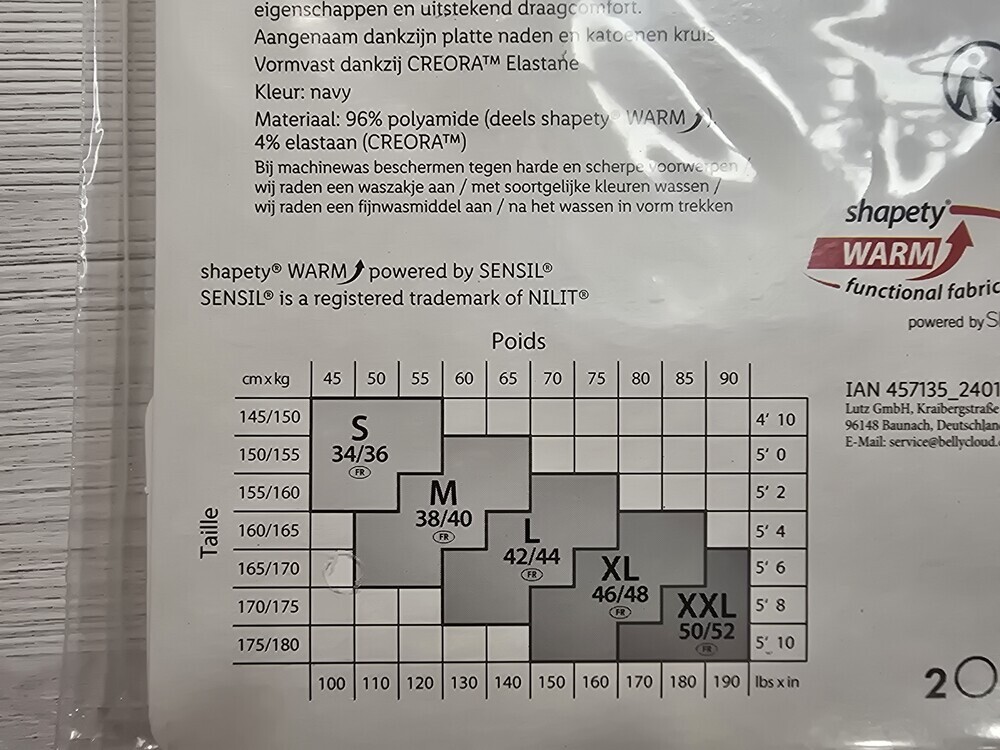 eigenschappen en uitstekend draagcomfort.
Aangenaam dankzijn platte naden en katoenen kruis
Vormvast dankzij CREORA™ Elastane
Kleur: navy
Materiaal: 96% polyamide (deels shapety® WARM),
4% elastaan (CREORA™)
Bij machinewas beschermen tegen harde en scherpe voorwerpen /
wij raden een waszakje aan / met soortgelijke kleuren wassen /
wij raden een fijnwasmiddel aan / na het wassen in vorm trekken
shapety® WARM powered by SENSIL®
SENSIL® is a registered trademark of NILIT®
shapety®
WARM
functional fabric
powered by
IAN 457135_2401
Lutz GmbH, Kraibergstraße
96148 Baunach, Deutschlan
E-Mail: service@bellycloud.
2
Poids
cm x kg 45 50 55 60 65 70 75 80 85 90
Taille
145/150 4' 10
150/155 5' 0
155/160 5' 2
160/165 5' 4
165/170 5' 6
170/175 5' 8
175/180 5' 10
S
34/36
FR
M
38/40
FR
L
42/44
FR
XL
46/48
FR
XXL
50/52
FR
100 110 120 130 140 150 160 170 180 190 lbs x in